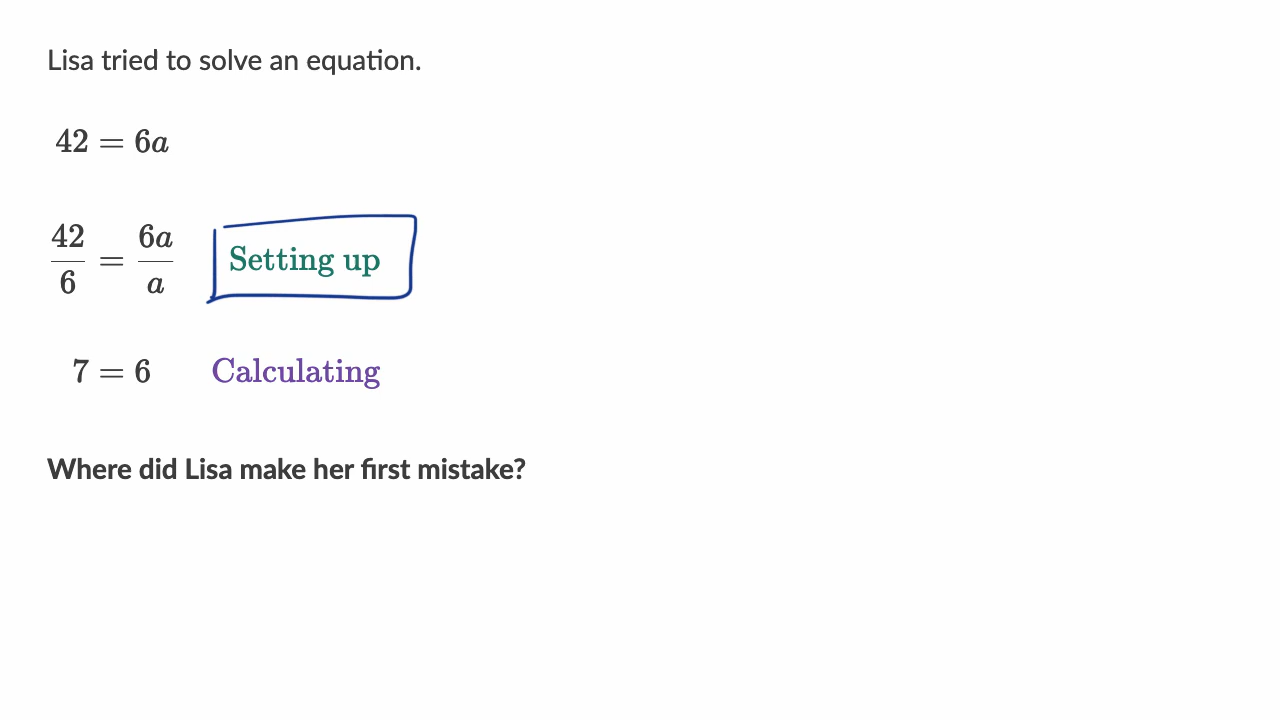 Lisa tried to solve an equation.
42 = 6a
42/6 = 6a/a Setting up
7 = 6 Calculating
Where did Lisa make her first mistake?